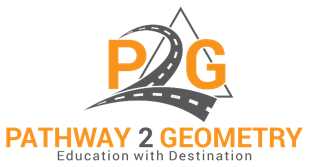 P2G
PATHWAY 2 GEOMETRY
Education with Destination